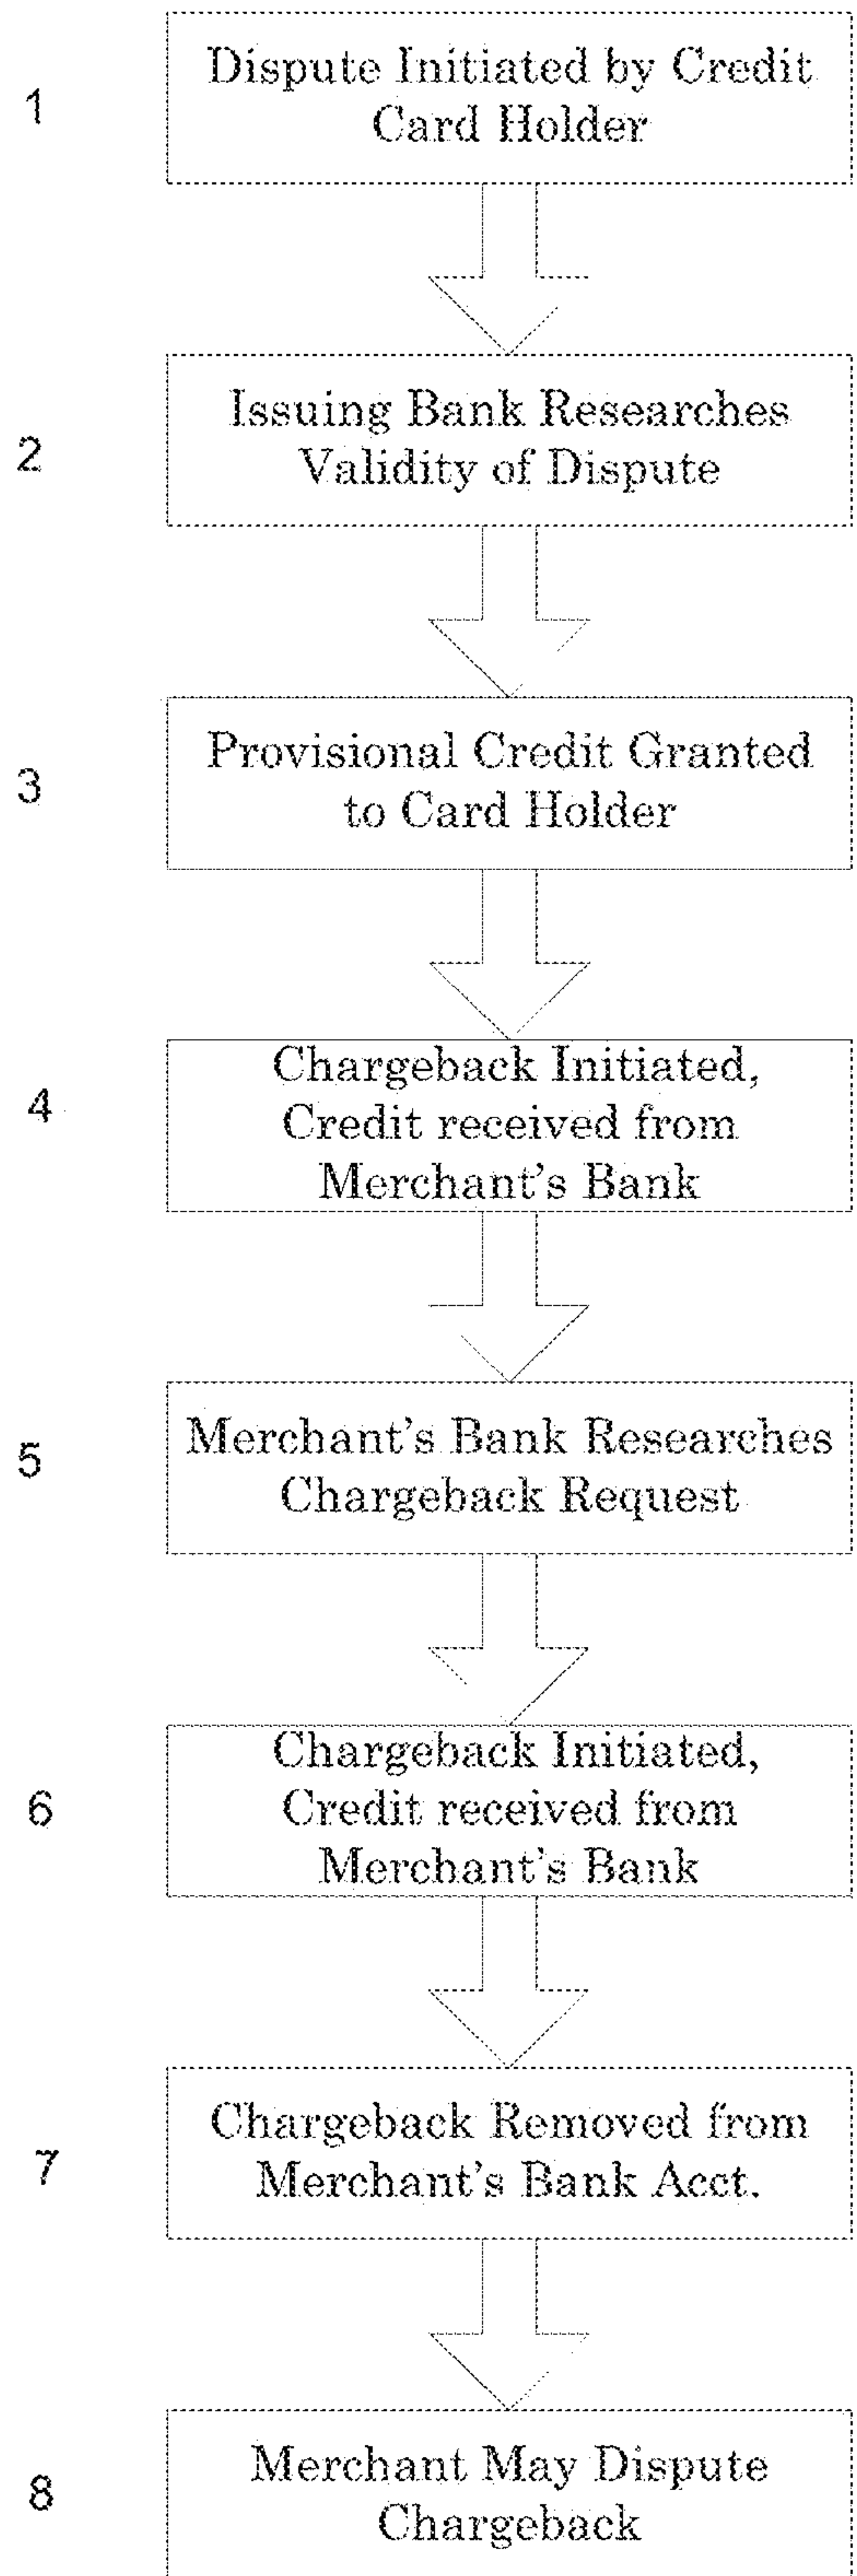 1
Dispute Initiated by Credit
Card Holder
2
Issuing Bank Researches
Validity of Dispute
3
Provisional Credit Granted
to Card Holder
4
Chargeback Initiated,
Credit received from
Merchant's Bank
5
Merchant's Bank Researches
Chargeback Request
6
Chargeback Initiated,
Credit received from
Merchant's Bank
7
Chargeback Removed from
Merchant's Bank Acct.
8
Merchant May Dispute
Chargeback